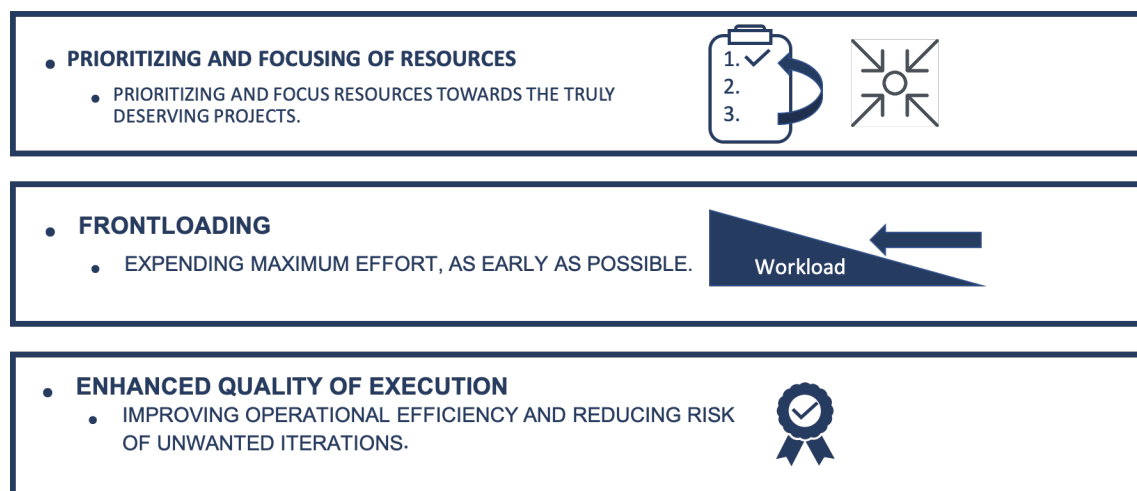 • PRIORITIZING AND FOCUSING OF RESOURCES
• PRIORITIZING AND FOCUS RESOURCES TOWARDS THE TRULY
DESERVING PROJECTS.
1.
2.
3.
• FRONTLOADING
• EXPENDING MAXIMUM EFFORT, AS EARLY AS POSSIBLE.
Workload
• ENHANCED QUALITY OF EXECUTION
• IMPROVING OPERATIONAL EFFICIENCY AND REDUCING RISK
OF UNWANTED ITERATIONS.